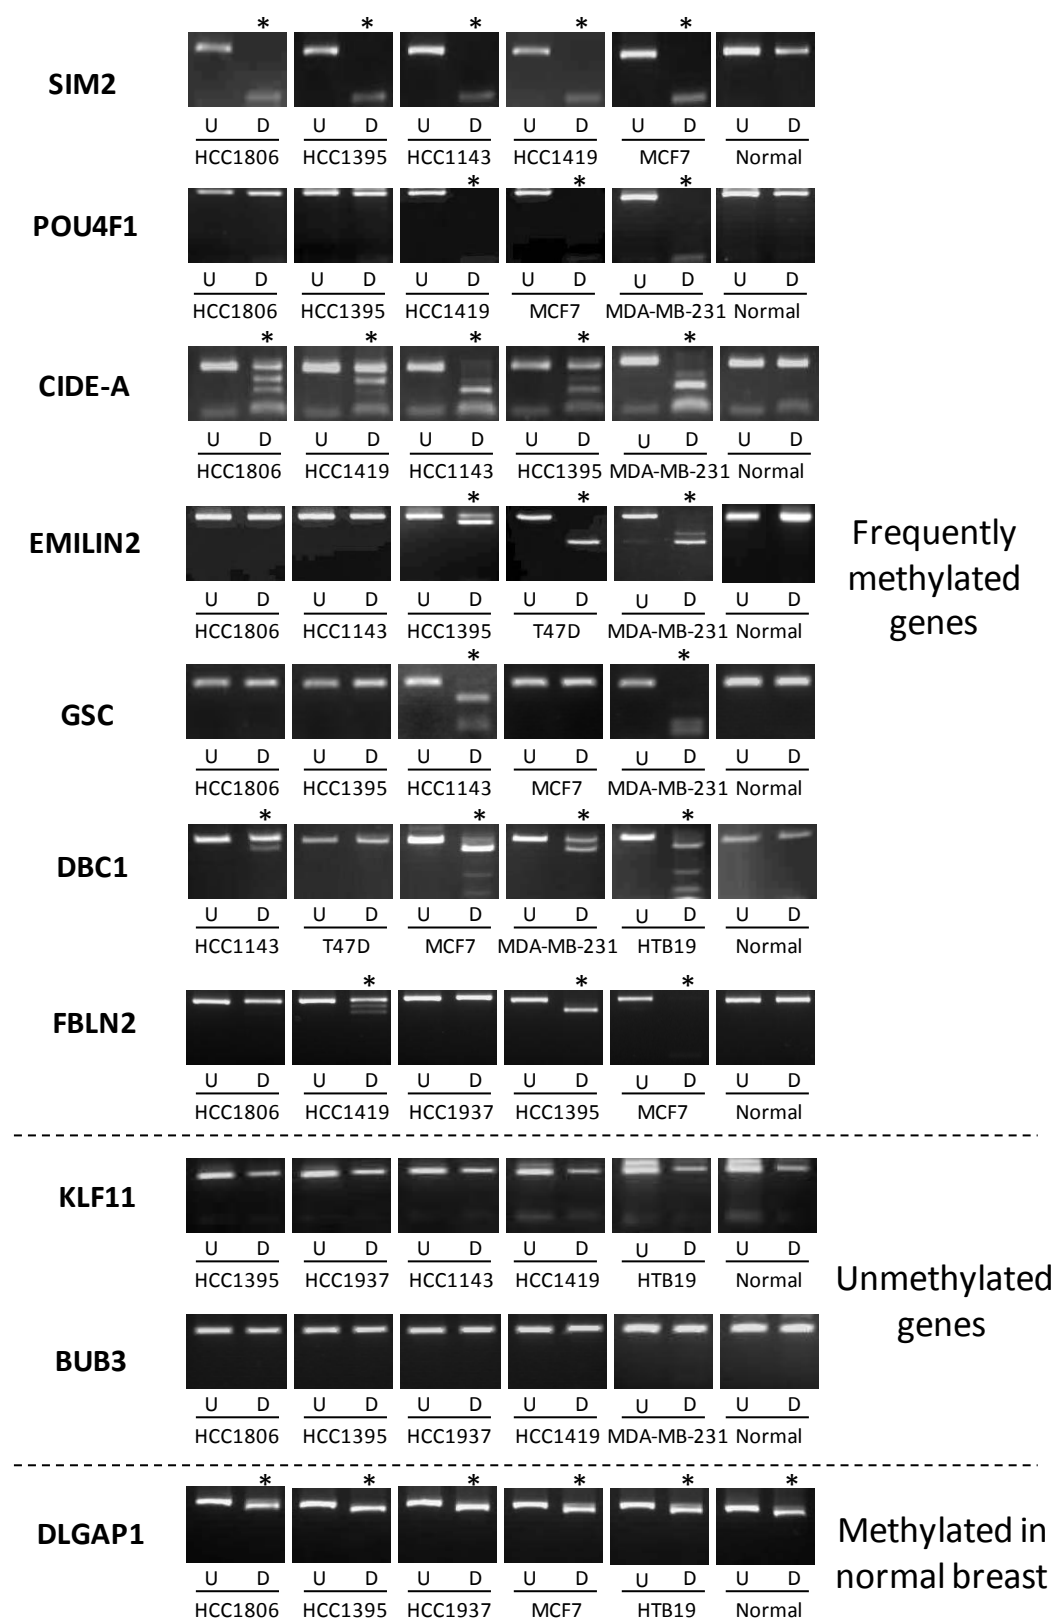 * * * * *
SIM2
U D U D U D U D U D U D
HCC1806 HCC1395 HCC1143 HCC1419 MCF7 Normal
* * *
POU4F1
U D U D U D U D U D U D
HCC1806 HCC1395 HCC1419 MCF7 MDA-MB-231 Normal
* * * * *
CIDE-A
U D U D U D U D U D U D
HCC1806 HCC1419 HCC1143 HCC1395 MDA-MB-231 Normal
* * *
EMILIN2
U D U D U D U D U D U D
HCC1806 HCC1143 HCC1395 T47D MDA-MB-231 Normal
Frequently
methylated
genes
* *
GSC
U D U D U D U D U D U D
HCC1806 HCC1395 HCC1143 MCF7 MDA-MB-231 Normal
* * * *
DBC1
U D U D U D U D U D U D
HCC1143 T47D MCF7 MDA-MB-231 HTB19 Normal
* * *
FBLN2
U D U D U D U D U D U D
HCC1806 HCC1419 HCC1937 HCC1395 MCF7 Normal
KLF11
U D U D U D U D U D U D
HCC1395 HCC1937 HCC1143 HCC1419 HTB19 Normal
Unmethylated
genes
BUB3
U D U D U D U D U D U D
HCC1806 HCC1395 HCC1937 HCC1419 MDA-MB-231 Normal
* * * * * *
DLGAP1
U D U D U D U D U D U D
HCC1806 HCC1395 HCC1937 MCF7 HTB19 Normal
Methylated in
normal breast